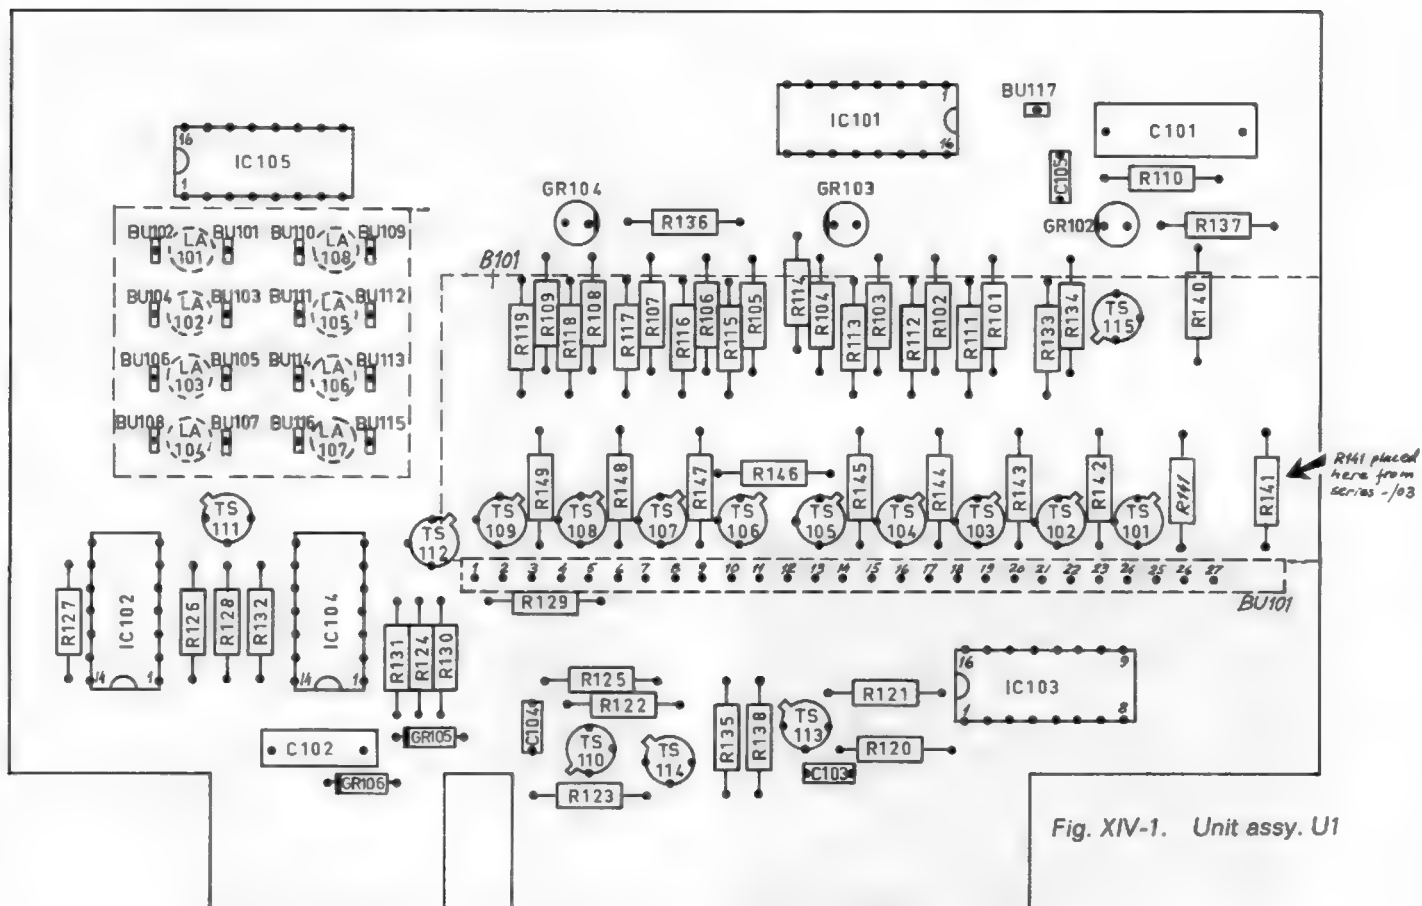 BU117
IC101
1
16
C101
16
IC105
1
C105
R110
GR104
R136
GR103
GR102
R137
BU102
LA
101
BU101
BU110
LA
108
BU109
B101
BU104
LA
102
BU103
BU111
LA
105
BU112
BU106
LA
103
BU105
BU114
LA
106
BU113
BU108
LA
104
BU107
BU116
LA
107
BU115
R119
R109
R118
R108
R117
R107
R116
R106
R115
R105
R114
R104
R113
R103
R112
R102
R111
R101
R133
R134
TS
115
R140
R149
R148
R147
R146
R145
R144
R143
R142
R141
R141
R141 placed
here from
series -/03
TS
111
TS
112
TS
109
TS
108
TS
107
TS
106
TS
105
TS
104
TS
103
TS
102
TS
101
1 2 3 4 5 6 7 8 9 10 11 12 13 14 15 16 17 18 19 20 21 22 23 26 25 26 27
BU101
R127
IC102
14
1
R126
R128
R132
IC104
14
1
R131
R124
R130
R129
R125
R122
C104
TS
110
TS
114
R123
R135
R138
TS
113
R121
R120
C103
16
9
IC103
1
8
C102
GR105
GR106
Fig. XIV-1. Unit assy. U1